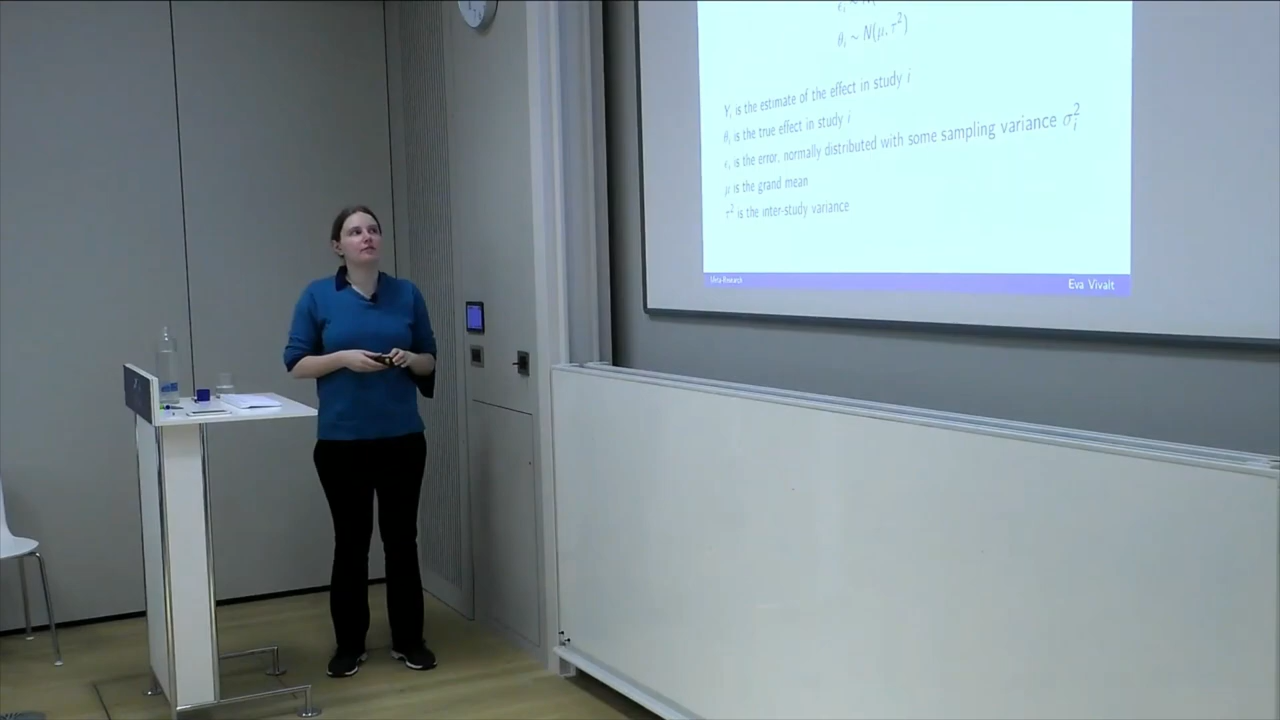 θᵢ ~ N(μ, τ²)
Yᵢ is the estimate of the effect in study i
θᵢ is the true effect in study i
εᵢ is the error, normally distributed with some sampling variance σᵢ²
μ is the grand mean
τ² is the inter-study variance
Meta-Research
Eva Vivalt